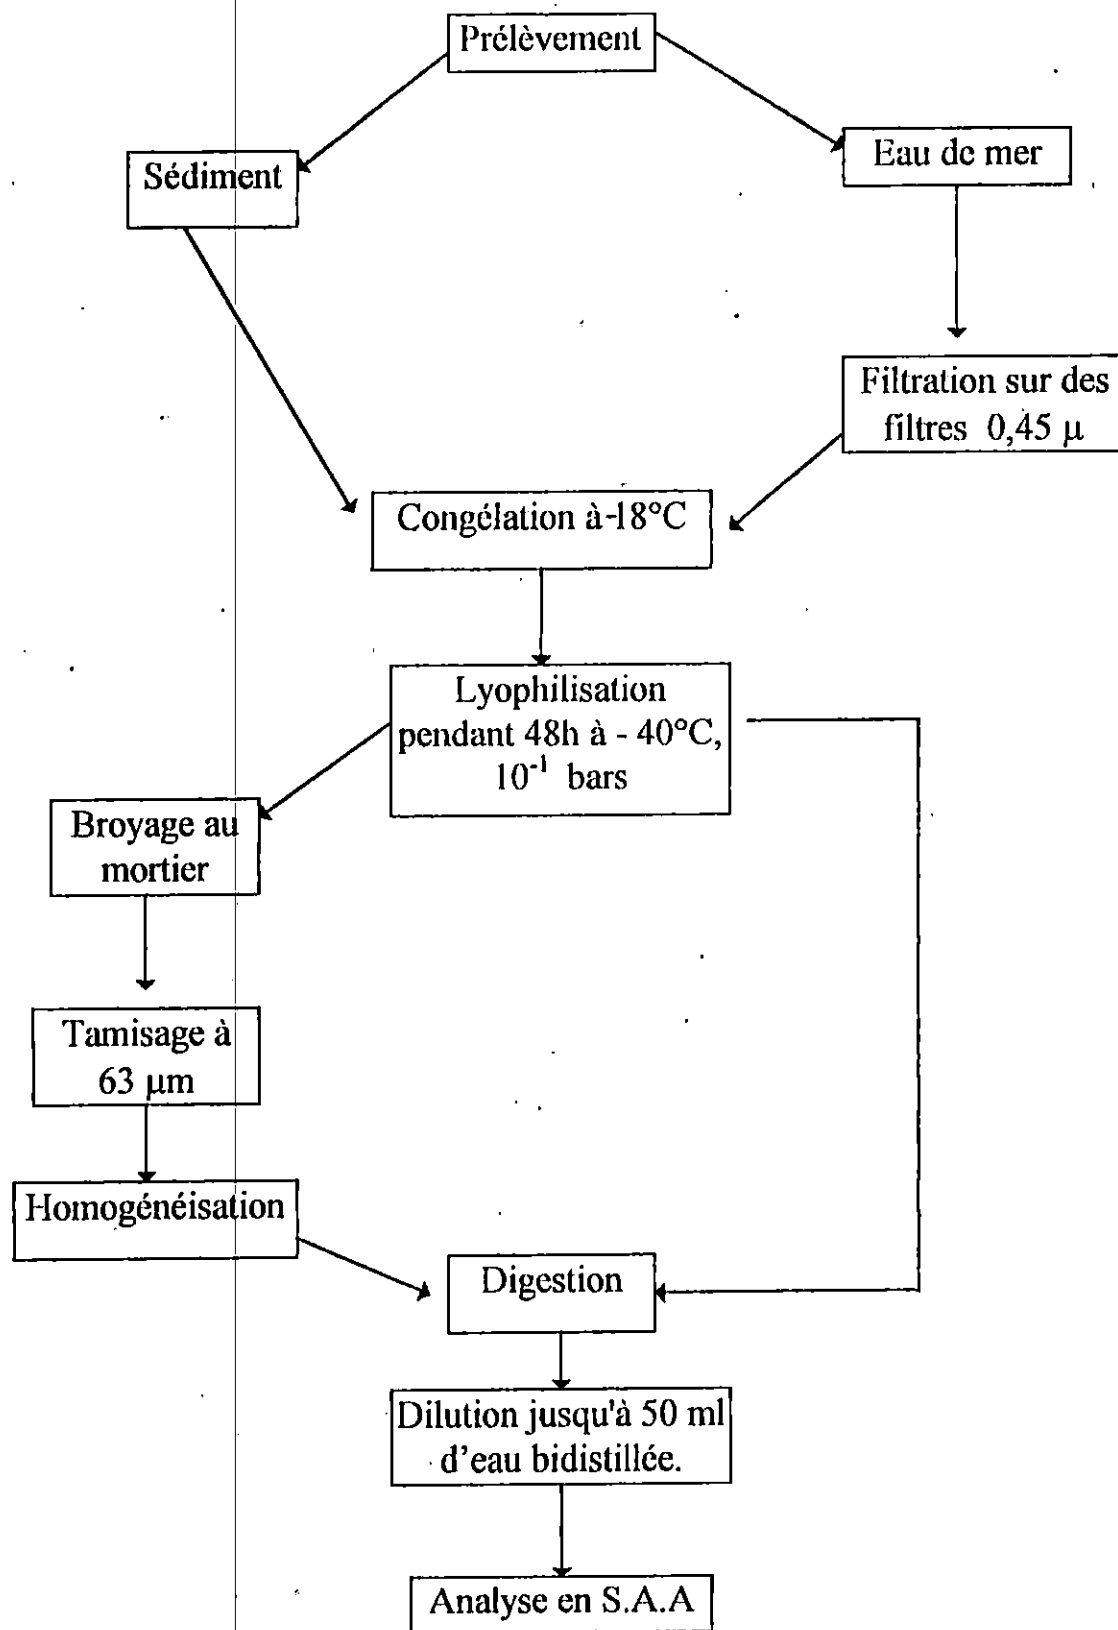 Prélèvement
Sédiment
Eau de mer
Filtration sur des
filtres 0,45 μ
Congélation à-18°C
Lyophilisation
pendant 48h à - 40°C,
10⁻¹ bars
Broyage au
mortier
Tamisage à
63 μm
Homogénéisation
Digestion
Dilution jusqu'à 50 ml
d'eau bidistillée.
Analyse en S.A.A